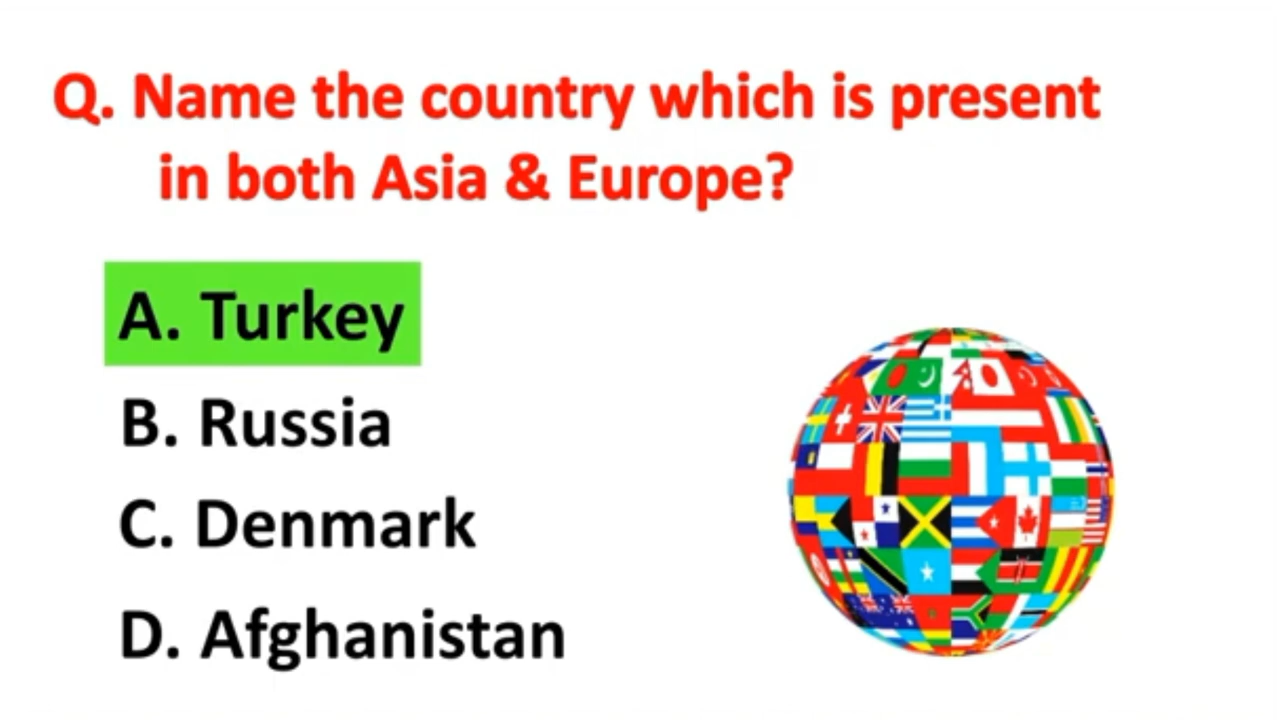 Q. Name the country which is present
in both Asia & Europe?
A. Turkey
B. Russia
C. Denmark
D. Afghanistan